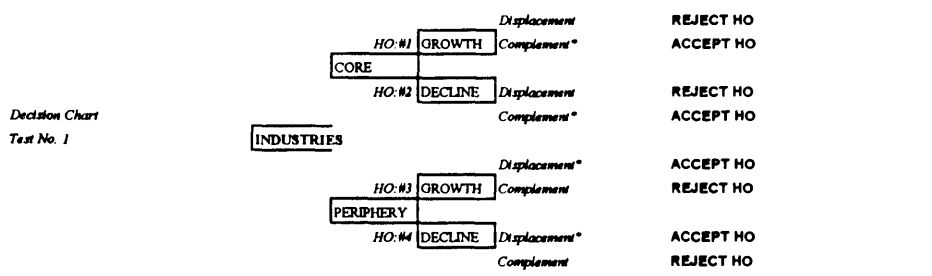 Displacement REJECT HO
HO:#1 GROWTH Complement* ACCEPT HO
CORE
HO:#2 DECLINE Displacement REJECT HO
Decision Chart Complement* ACCEPT HO
Test No. 1 INDUSTRIES
Displacement* ACCEPT HO
HO:#3 GROWTH Complement REJECT HO
PERIPHERY
HO:#4 DECLINE Displacement* ACCEPT HO
Complement REJECT HO